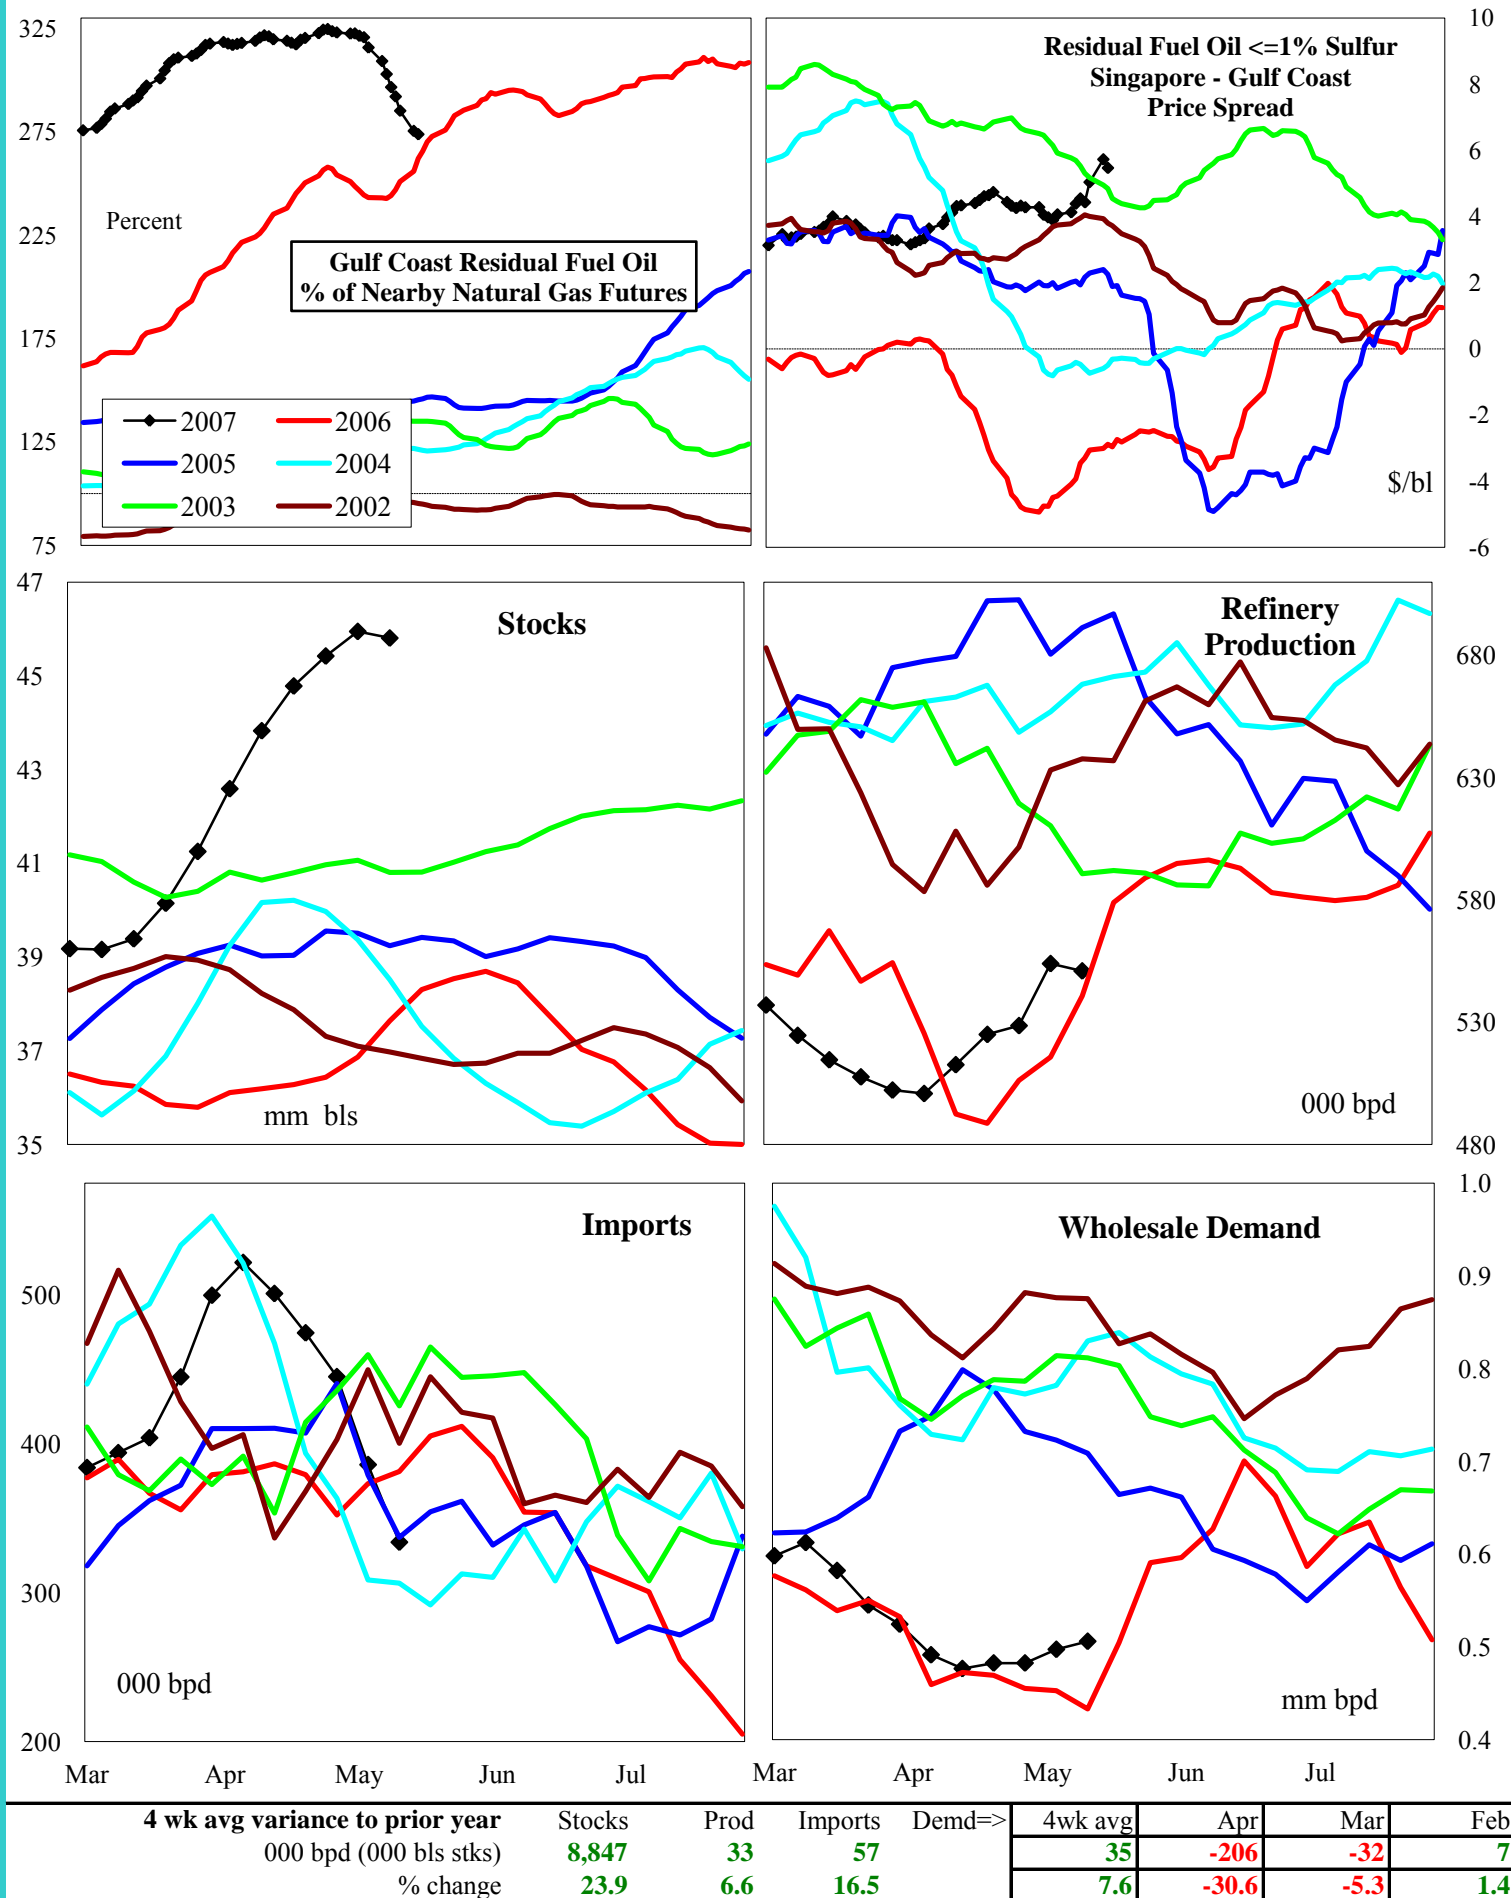 325
275
225
175
125
75
Percent
Gulf Coast Residual Fuel Oil
% of Nearby Natural Gas Futures
2007 2006
2005 2004
2003 2002
Residual Fuel Oil <=1% Sulfur
Singapore - Gulf Coast
Price Spread
$/bl
10
8
6
4
2
0
-2
-4
-6
47
45
43
41
39
37
35
Stocks
mm bls
Refinery
Production
000 bpd
680
630
580
530
480
Imports
500
400
300
200
000 bpd
Mar Apr May Jun Jul
Wholesale Demand
mm bpd
1.0
0.9
0.8
0.7
0.6
0.5
0.4
Mar Apr May Jun Jul
4 wk avg variance to prior year Stocks Prod Imports Demd=> 4wk avg Apr Mar Feb
000 bpd (000 bls stks) 8,847 33 57 35 -206 -32 7
% change 23.9 6.6 16.5 7.6 -30.6 -5.3 1.4